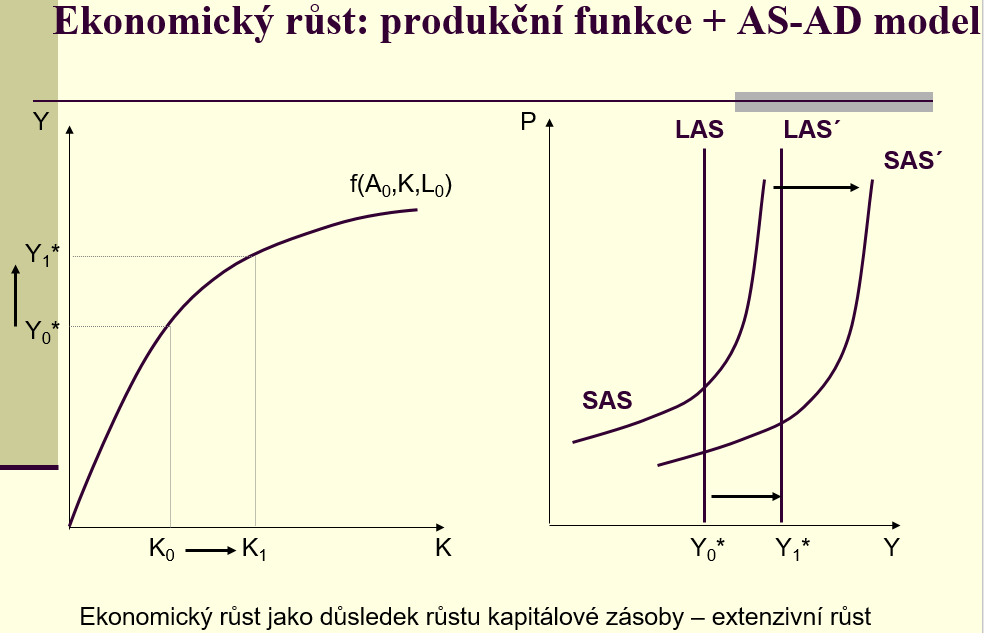 Ekonomický růst: produkční funkce + AS-AD model
Y
P
LAS
LAS´
SAS´
f(A₀,K,L₀)
Y₁*
Y₀*
SAS
K₀
K₁
K
Y₀*
Y₁*
Y
Ekonomický růst jako důsledek růstu kapitálové zásoby – extenzivní růst